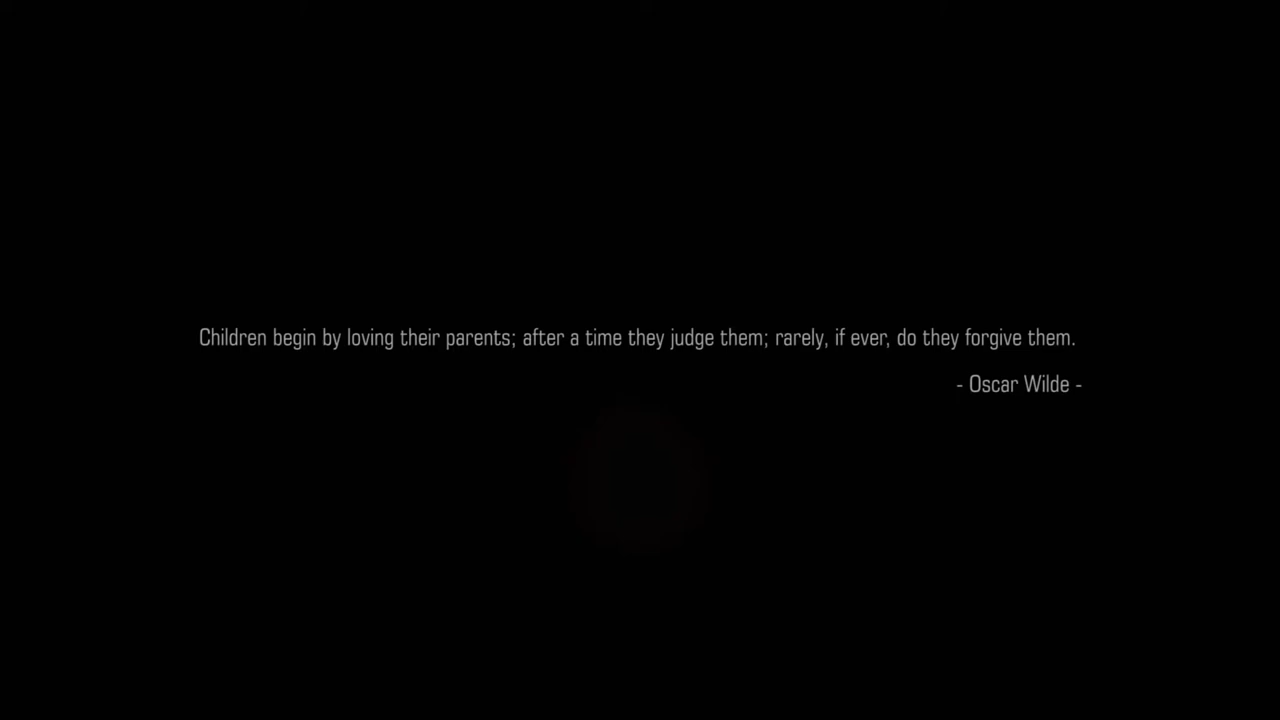 Children begin by loving their parents; after a time they judge them; rarely, if ever, do they forgive them.
- Oscar Wilde -